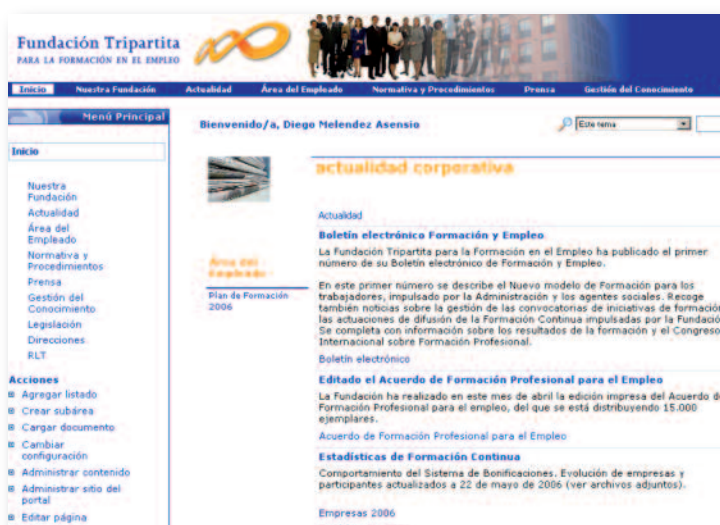 Fundación Tripartita
PARA LA FORMACIÓN EN EL EMPLEO
Inicio Nuestra Fundación Actualidad Área del Empleado Normativa y Procedimientos Prensa Gestión del Conocimiento
Menú Principal
Inicio
Nuestra
Fundación
Actualidad
Área del
Empleado
Normativa y
Procedimientos
Prensa
Gestión del
Conocimiento
Legislación
Direcciones
RLT
Acciones
Agregar listado
Crear subárea
Cargar documento
Cambiar
configuración
Administrar contenido
Administrar sitio del
portal
Editar página
Bienvenido/a, Diego Melendez Asensio
Este tema
actualidad corporativa
Área del
Empleado
Plan de Formación
2006
Actualidad
Boletín electrónico Formación y Empleo
La Fundación Tripartita para la Formación en el Empleo ha publicado el primer
número de su Boletín electrónico de Formación y Empleo.
En este primer número se describe el Nuevo modelo de Formación para los
trabajadores, impulsado por la Administración y los agentes sociales. Recoge
también noticias sobre la gestión de las convocatorias de iniciativas de formación
las actuaciones de difusión de la Formación Continua impulsadas por la Fundació
Se completa con información sobre los resultados de la formación y el Congreso
Internacional sobre Formación Profesional.
Boletín electrónico
Editado el Acuerdo de Formación Profesional para el Empleo
La Fundación ha realizado en este mes de abril la edición impresa del Acuerdo d
Formación Profesional para el empleo, del que se está distribuyendo 15.000
ejemplares.
Acuerdo de Formación Profesional para el Empleo
Estadísticas de Formación Continua
Comportamiento del Sistema de Bonificaciones. Evolución de empresas y
participantes actualizados a 22 de mayo de 2006 (ver archivos adjuntos).
Empresas 2006